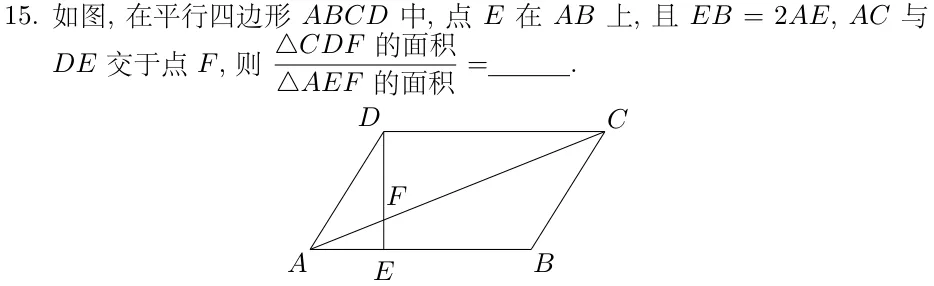 15. 如图, 在平行四边形 ABCD 中, 点 E 在 AB 上, 且 EB = 2AE, AC 与
DE 交于点 F, 则 △CDF 的面积 / △AEF 的面积 = ______.
D
C
F
A
E
B